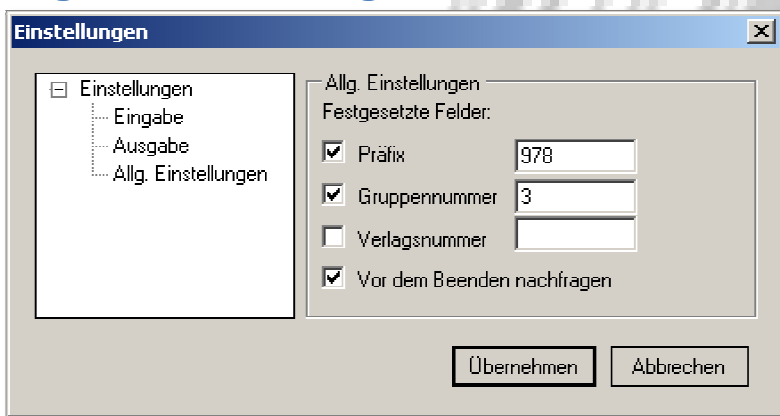 Einstellungen
Einstellungen
Eingabe
Ausgabe
Allg. Einstellungen
Allg. Einstellungen
Festgesetzte Felder:
Präfix 978
Gruppennummer 3
Verlagsnummer
Vor dem Beenden nachfragen
Übernehmen Abbrechen